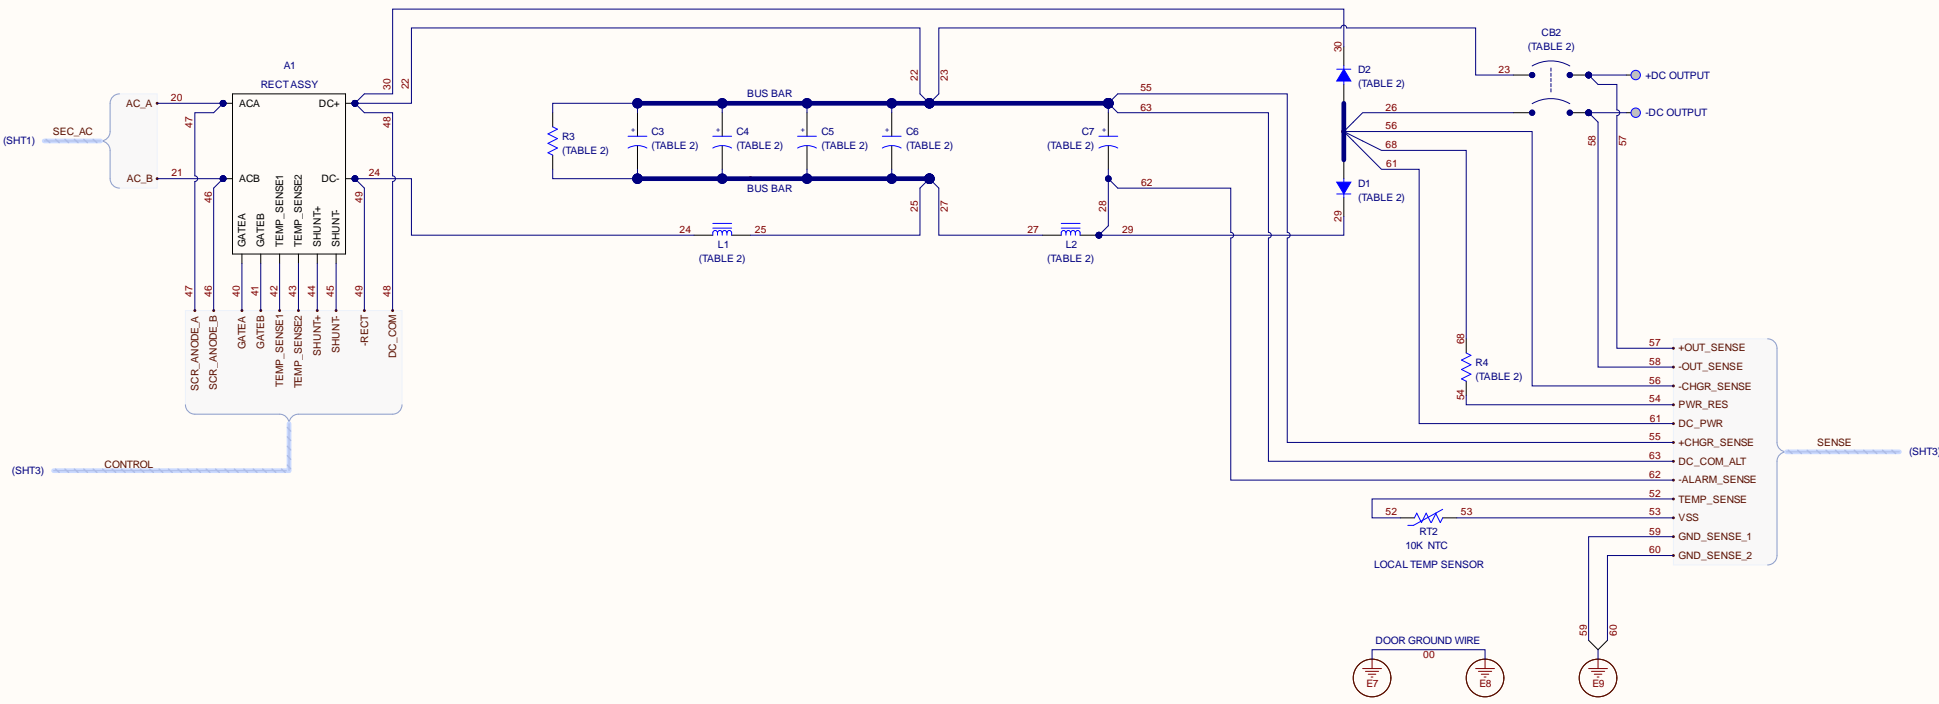 A1
RECT ASSY
(SHT1)
SEC_AC
AC_A
20
AC_B
21
47
46
ACA
ACB
DC+
DC-
GATEA
GATEB
TEMP_SENSE1
TEMP_SENSE2
SHUNT+
SHUNT-
30
22
48
24
49
47
46
40
41
42
43
44
45
49
48
SCR_ANODE_A
SCR_ANODE_B
GATEA
GATEB
TEMP_SENSE1
TEMP_SENSE2
SHUNT+
SHUNT-
-RECT
DC_COM
(SHT3)
CONTROL
R3
(TABLE 2)
BUS BAR
C3
(TABLE 2)
C4
(TABLE 2)
C5
(TABLE 2)
C6
(TABLE 2)
BUS BAR
22
23
24
25
L1
(TABLE 2)
25
27
C7
(TABLE 2)
55
63
62
28
27
29
L2
(TABLE 2)
30
D2
(TABLE 2)
D1
(TABLE 2)
29
26
56
68
61
CB2
(TABLE 2)
23
+DC OUTPUT
-DC OUTPUT
58
57
68
R4
(TABLE 2)
54
57
+OUT_SENSE
58
-OUT_SENSE
56
-CHGR_SENSE
54
PWR_RES
61
DC_PWR
55
+CHGR_SENSE
63
DC_COM_ALT
62
-ALARM_SENSE
52
TEMP_SENSE
53
VSS
59
GND_SENSE_1
60
GND_SENSE_2
SENSE
(SHT3)
52
53
RT2
10K NTC
LOCAL TEMP SENSOR
59
60
DOOR GROUND WIRE
00
E7
E8
E9